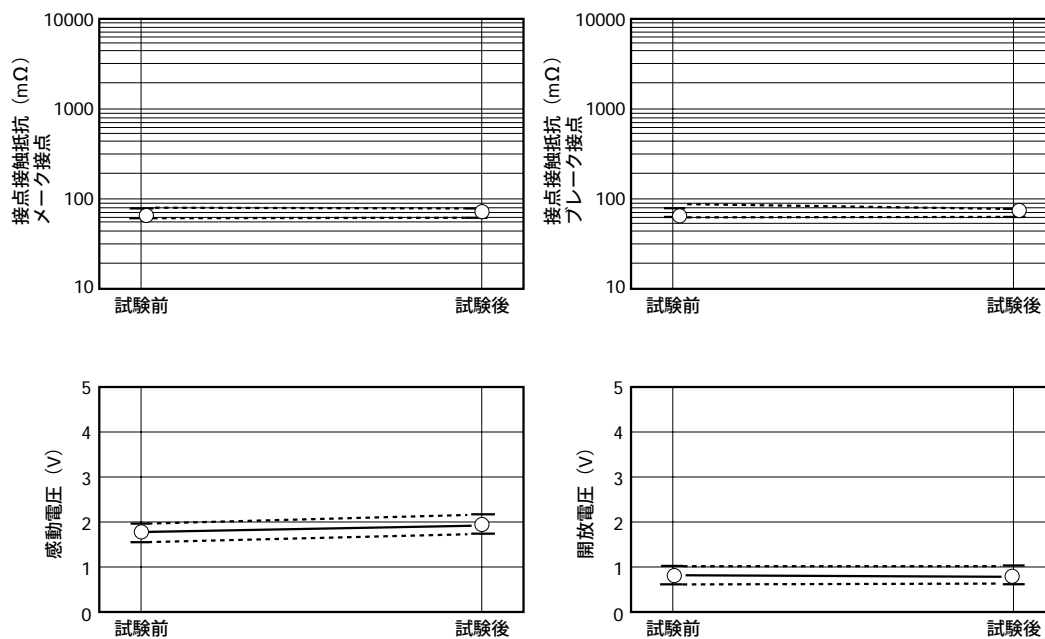 接点接触抵抗（mΩ）
メーク接点
10000
1000
100
10
試験前
試験後
接点接触抵抗（mΩ）
ブレーク接点
10000
1000
100
10
試験前
試験後
感動電圧（V）
5
4
3
2
1
0
試験前
試験後
開放電圧（V）
5
4
3
2
1
0
試験前
試験後